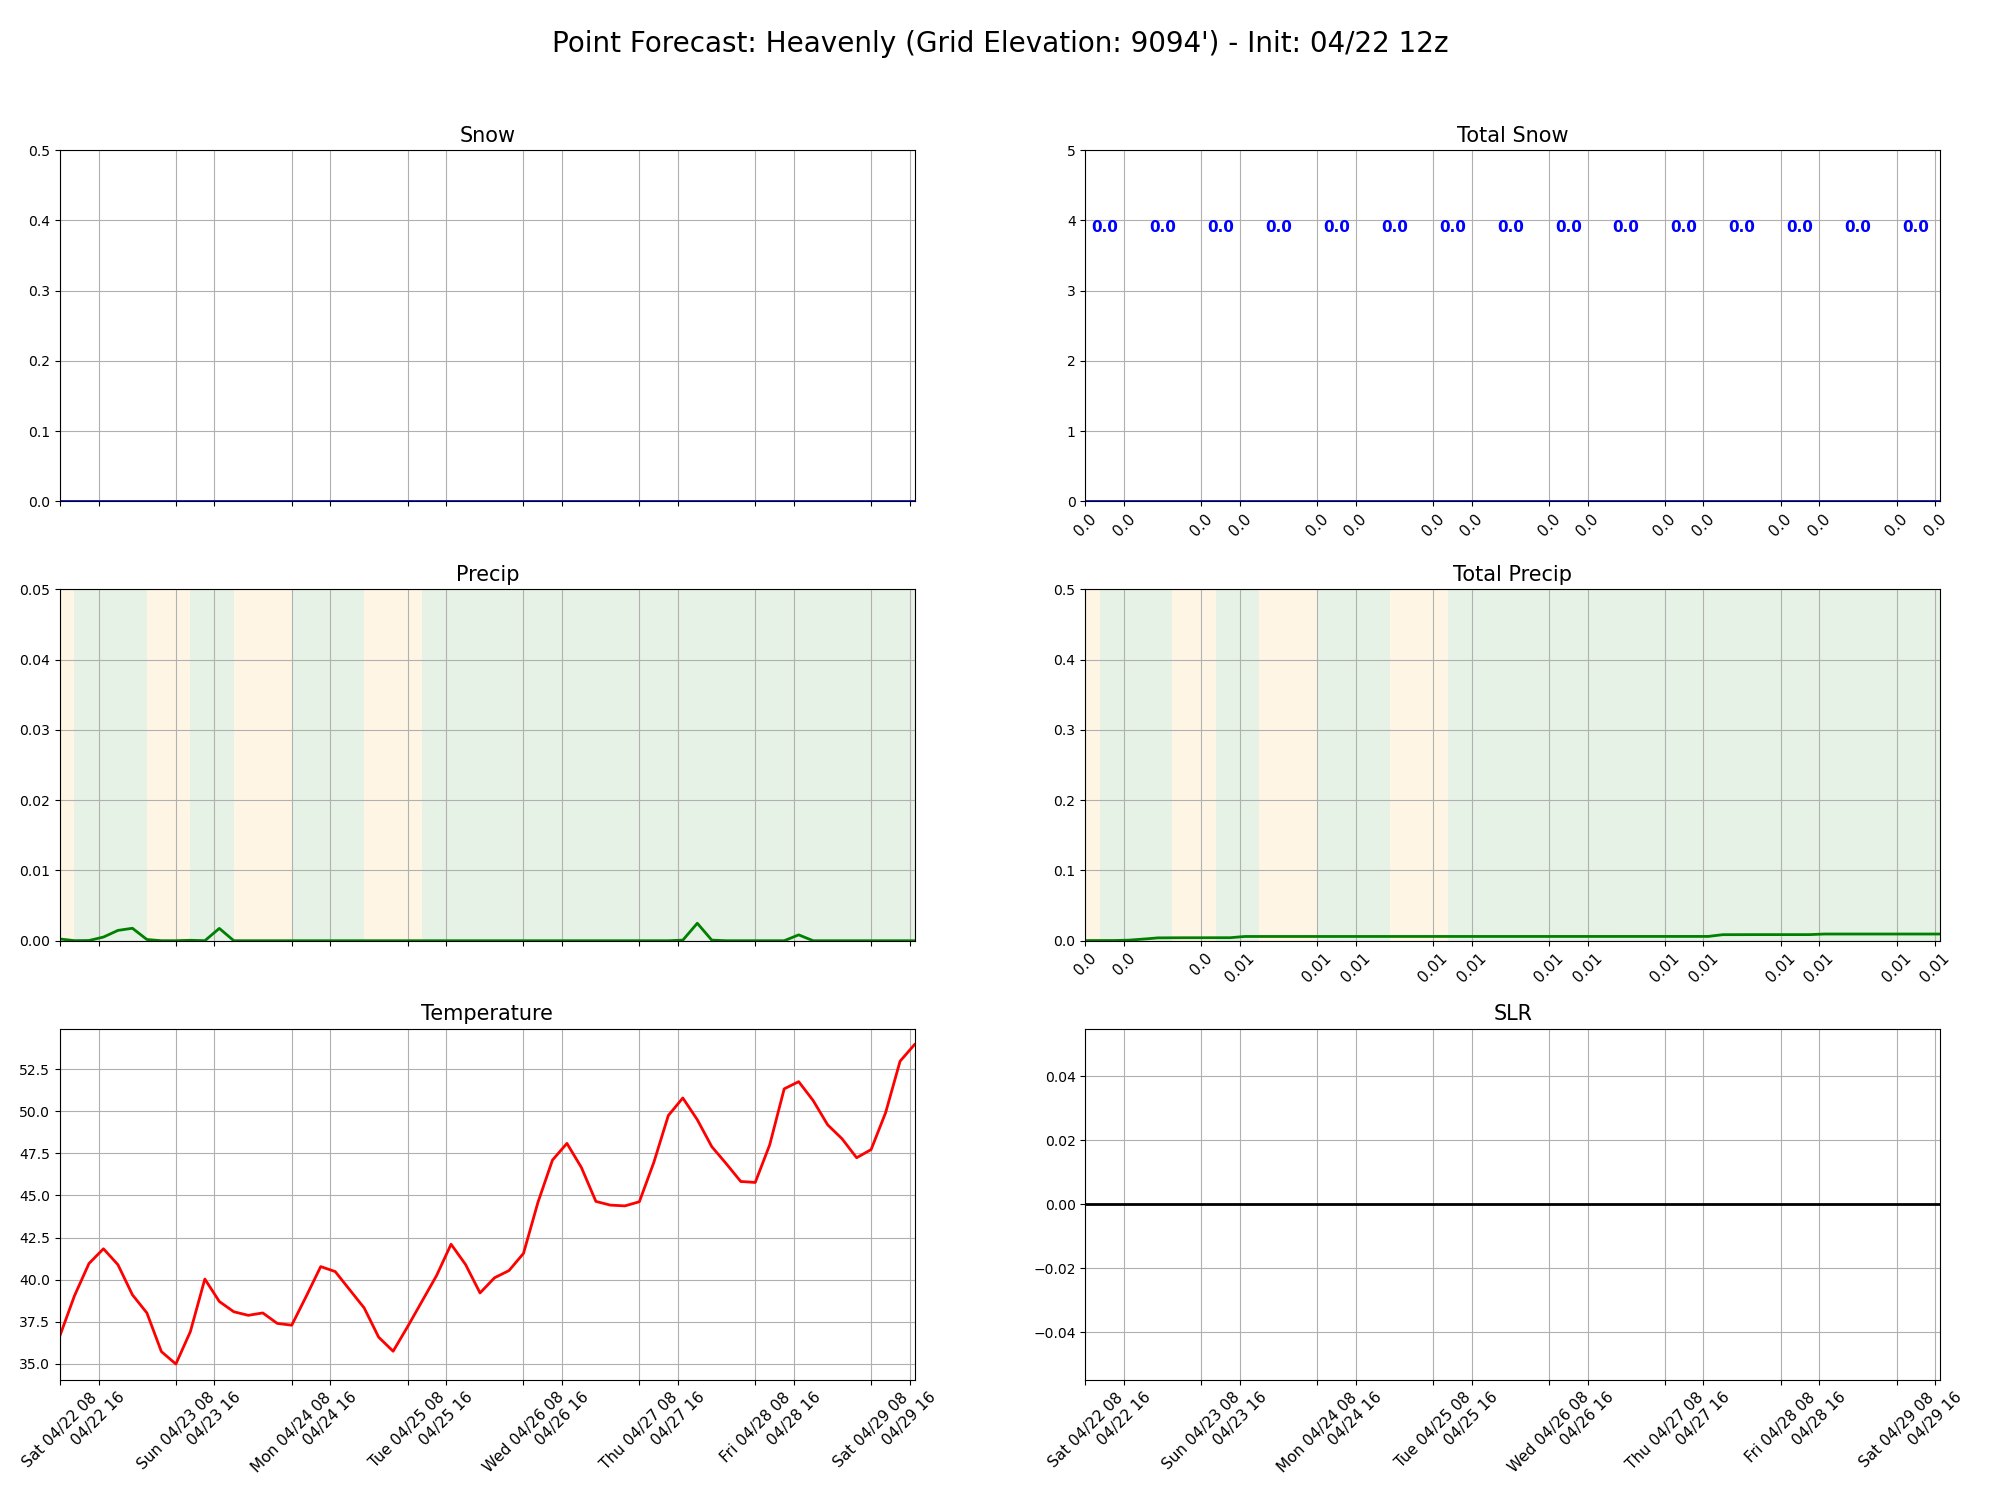 Point Forecast: Heavenly (Grid Elevation: 9094') - Init: 04/22 12z
Snow
0.5
0.4
0.3
0.2
0.1
0.0
Total Snow
5
4
3
2
1
0
0.0 0.0 0.0 0.0 0.0 0.0 0.0 0.0 0.0 0.0 0.0 0.0 0.0 0.0 0.0
0.0 0.0 0.0 0.0 0.0 0.0 0.0 0.0 0.0 0.0 0.0 0.0 0.0 0.0 0.0 0.0
Precip
0.05
0.04
0.03
0.02
0.01
0.00
Total Precip
0.5
0.4
0.3
0.2
0.1
0.0
0.0 0.0 0.0 0.01 0.01 0.01 0.01 0.01 0.01 0.01 0.01 0.01 0.01 0.01 0.01 0.01
Temperature
52.5
50.0
47.5
45.0
42.5
40.0
37.5
35.0
Sat 04/22 08
04/22 16
Sun 04/23 08
04/23 16
Mon 04/24 08
04/24 16
Tue 04/25 08
04/25 16
Wed 04/26 08
04/26 16
Thu 04/27 08
04/27 16
Fri 04/28 08
04/28 16
Sat 04/29 08
04/29 16
SLR
0.04
0.02
0.00
−0.02
−0.04
Sat 04/22 08
04/22 16
Sun 04/23 08
04/23 16
Mon 04/24 08
04/24 16
Tue 04/25 08
04/25 16
Wed 04/26 08
04/26 16
Thu 04/27 08
04/27 16
Fri 04/28 08
04/28 16
Sat 04/29 08
04/29 16